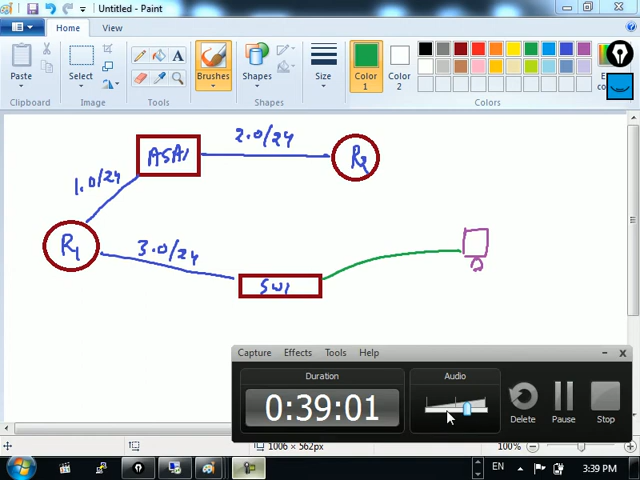 Untitled - Paint
Home
View
Paste
Select
Brushes
Shapes
Size
Color
1
Color
2
Clipboard
Image
Tools
Shapes
Colors
ASA1
2.0/24
R2
1.0/24
R1
3.0/24
SW1
Capture Effects Tools Help
Duration
Audio
0:39:01
Delete
Pause
Stop
1006 × 562px
100%
EN
3:39 PM